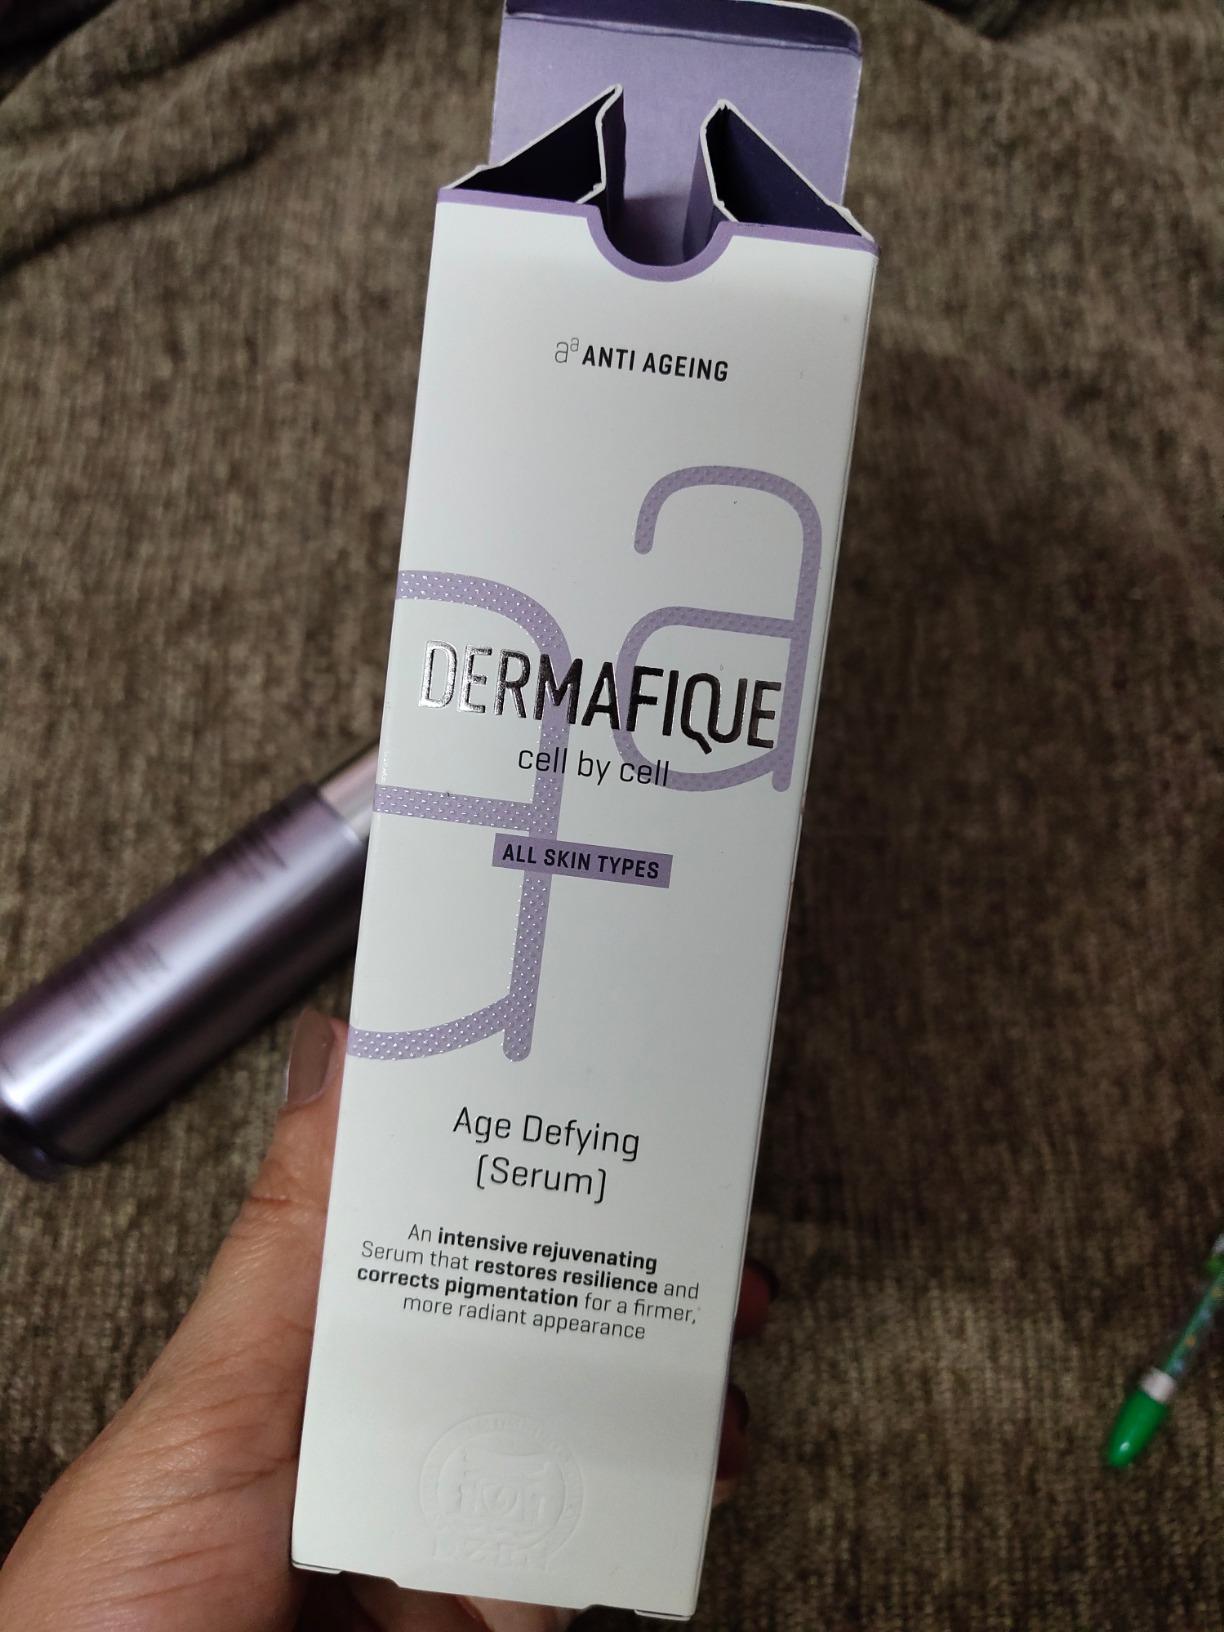 aa ANTI AGEING
DERMAFIQUE
cell by cell
ALL SKIN TYPES
Age Defying
[Serum]
An intensive rejuvenating
Serum that restores resilience and
corrects pigmentation for a firmer,
more radiant appearance